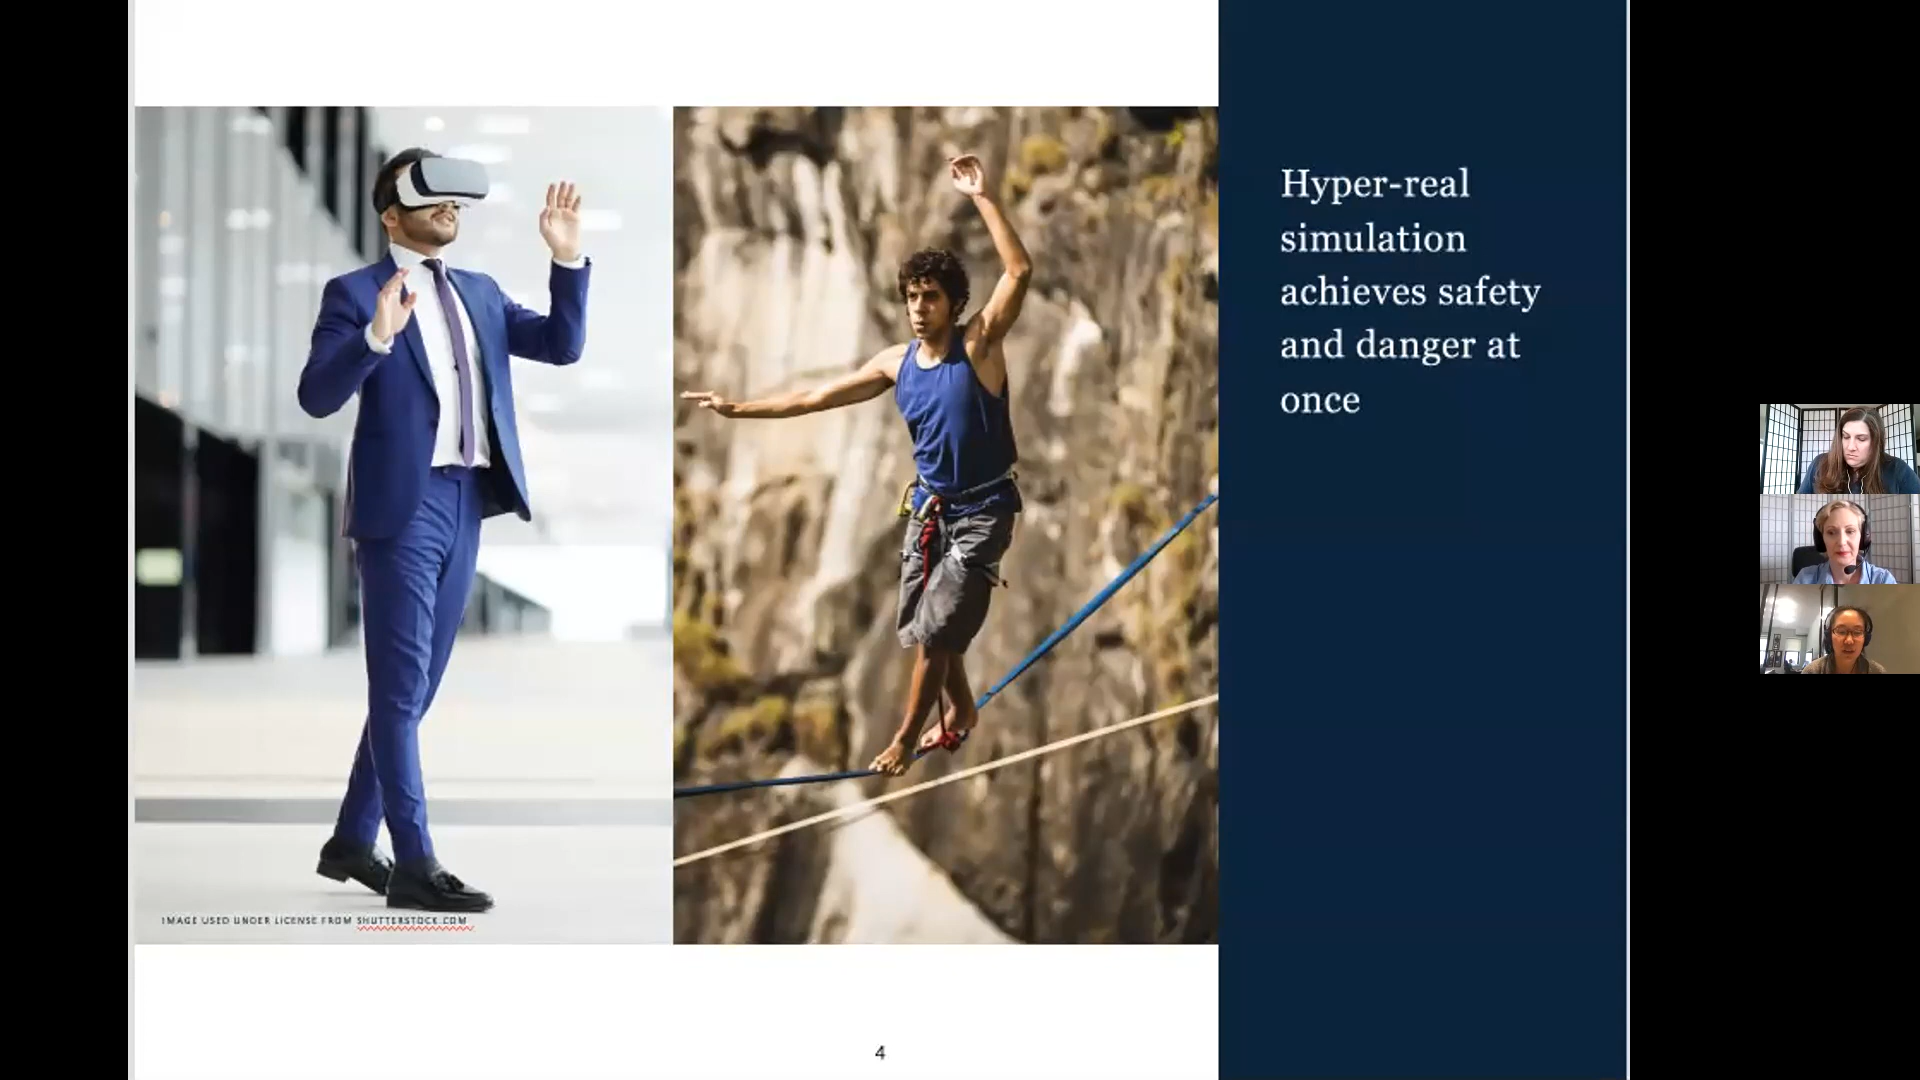 Hyper-real
simulation
achieves safety
and danger at
once
IMAGE USED UNDER LICENSE FROM SHUTTERSTOCK.COM
4